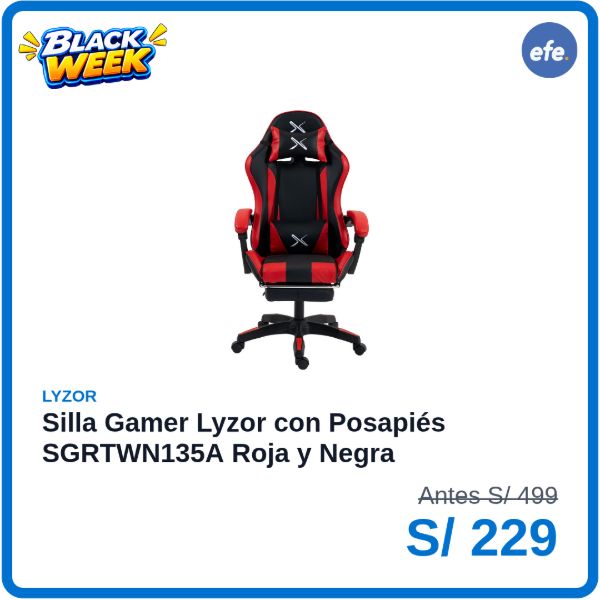 BLACK
WEEK
efe.
LYZOR
Silla Gamer Lyzor con Posapiés
SGRTWN135A Roja y Negra
Antes S/ 499
S/ 229